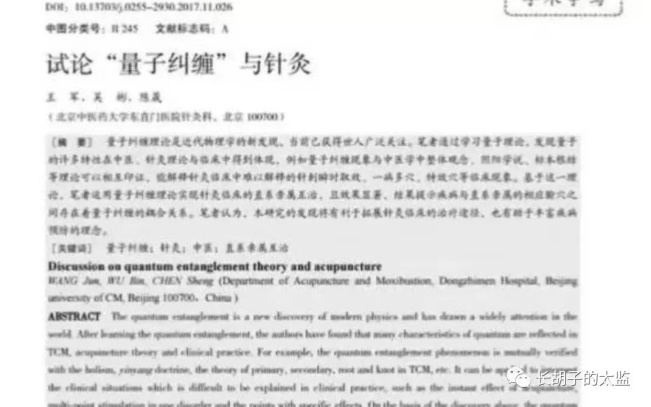 DOI: 10.13703/j.0255-2930.2017.11.026
中图分类号: R 245 文献标志码: A
学术争鸣
试论“量子纠缠”与针灸
王 军, 吴 彬, 陈 晟
(北京中医药大学东直门医院针灸科, 北京 100700)
[摘 要] 量子纠缠理论是近代物理学的新发现, 当前已获得世人广泛关注。笔者通过学习量子理论, 发现量子
的许多特性在中医、针灸理论与临床中得到体现, 例如量子纠缠现象与中医学中整体观念、阴阳学说、标本根结
等理论可以相互印证, 能解释针灸临床中难以解释的针刺瞬时取效、一病多穴、特效穴等临床现象。基于这一理
论, 笔者运用量子纠缠理论实现针灸临床的直系亲属互治, 且效果显著, 结果提示疾病与直系亲属的相应腧穴之
间存在着量子纠缠的耦合关系。笔者认为, 本研究的发现将有利于拓展针灸临床的治疗途径, 也有助于丰富疾病
预防的理念。
[关键词] 量子纠缠; 针灸; 中医; 直系亲属互治
Discussion on quantum entanglement theory and acupuncture
WANG Jun, WU Bin, CHEN Sheng (Department of Acupuncture and Moxibustion, Dongzhimen Hospital, Beijing
university of CM, Beijing 100700, China)
ABSTRACT The quantum entanglement is a new discovery of modern physics and has drawn a widely attention in the
world. After learning the quantum entanglement, the authors have found that many characteristics of quantum are reflected in
TCM, acupuncture theory and clinical practice. For example, the quantum entanglement phenomenon is mutually verified
with the holism, yinyang doctrine, the theory of primary, secondary, root and knot in TCM, etc. It can be
the clinical situations which is difficult to be explained in clinical practice, such as the instant effect of acupuncture,
multi-point stimulation in one disorder and the points with specific effects. On the basis of the discovery above, the quantum
长胡子的太监